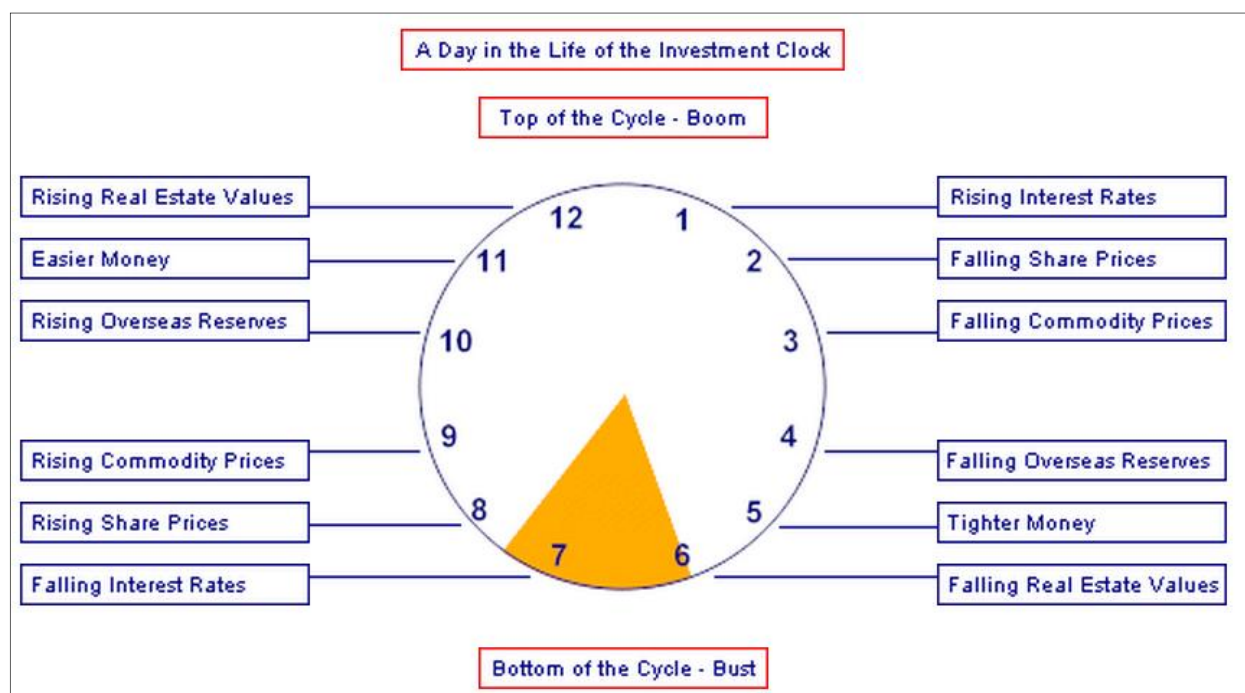 A Day in the Life of the Investment Clock
Top of the Cycle - Boom
Rising Real Estate Values
12
1
Rising Interest Rates
Easier Money
11
2
Falling Share Prices
Rising Overseas Reserves
10
3
Falling Commodity Prices
Rising Commodity Prices
9
4
Falling Overseas Reserves
Rising Share Prices
8
5
Tighter Money
Falling Interest Rates
7
6
Falling Real Estate Values
Bottom of the Cycle - Bust